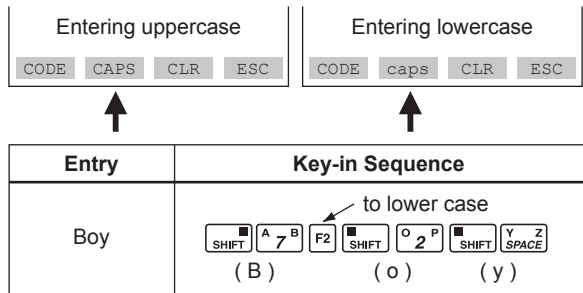 Entering uppercase
CODE CAPS CLR ESC
Entering lowercase
CODE caps CLR ESC
Entry Key-in Sequence
to lower case
Boy SHIFT A 7 B F2 SHIFT O 2 P SHIFT Y Z SPACE
( B ) ( o ) ( y )